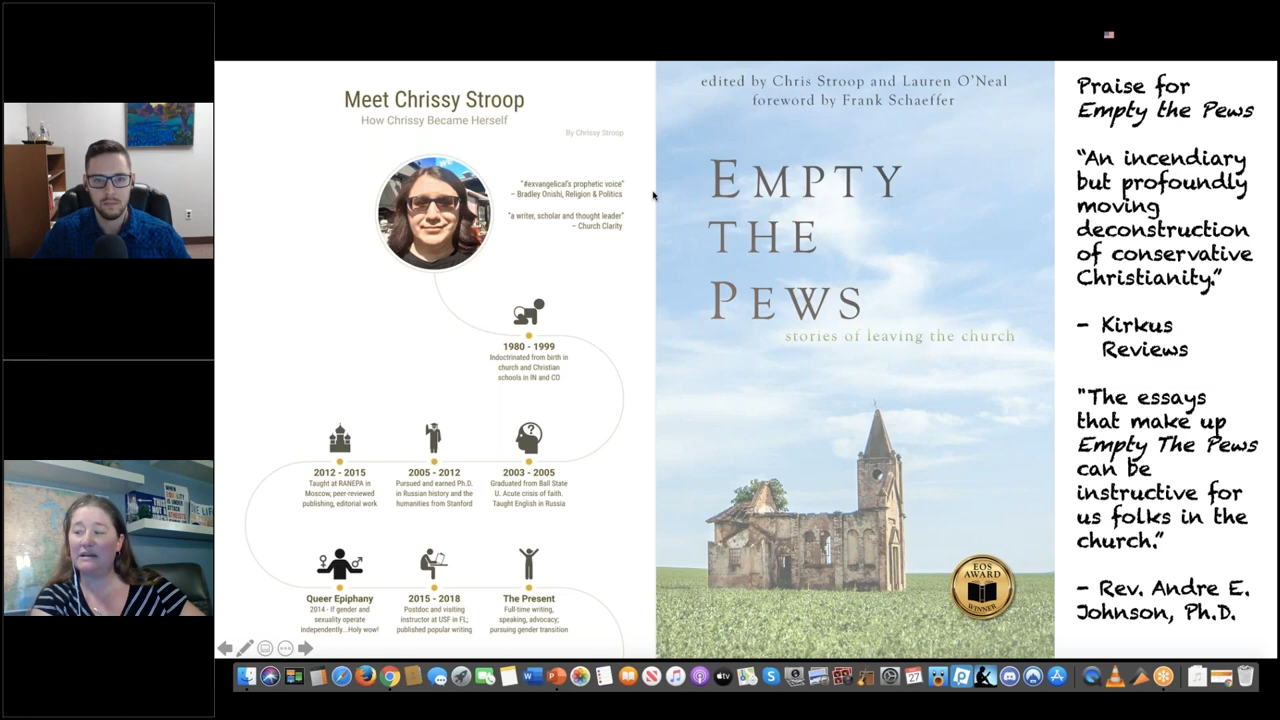 Meet Chrissy Stroop
How Chrissy Became Herself
By Chrissy Stroop
"#exvangelical's prophetic voice"
– Bradley Onishi, Religion & Politics
"a writer, scholar and thought leader"
– Church Clarity
1980 - 1999
Indoctrinated from birth in
church and Christian
schools in IN and CO
2012 - 2015
Taught at RANEPA in
Moscow, peer-reviewed
publishing, editorial work
2005 - 2012
Pursued and earned Ph.D.
in Russian history and the
humanities from Stanford
2003 - 2005
Graduated from Ball State
U. Acute crisis of faith.
Taught English in Russia
Queer Epiphany
2014 - If gender and
sexuality operate
independently...Holy wow!
2015 - 2018
Postdoc and visiting
instructor at USF in FL;
published popular writing
The Present
Full-time writing,
speaking, advocacy;
pursuing gender transition
edited by Chris Stroop and Lauren O'Neal
foreword by Frank Schaeffer
EMPTY
THE
PEWS
stories of leaving the church
EOS
AWARD
WINNER
Praise for
Empty the Pews
“An incendiary
but profoundly
moving
deconstruction
of conservative
Christianity.”
- Kirkus
Reviews
"The essays
that make up
Empty The Pews
can be
instructive for
us folks in the
church.”
- Rev. Andre E.
Johnson, Ph.D.
27